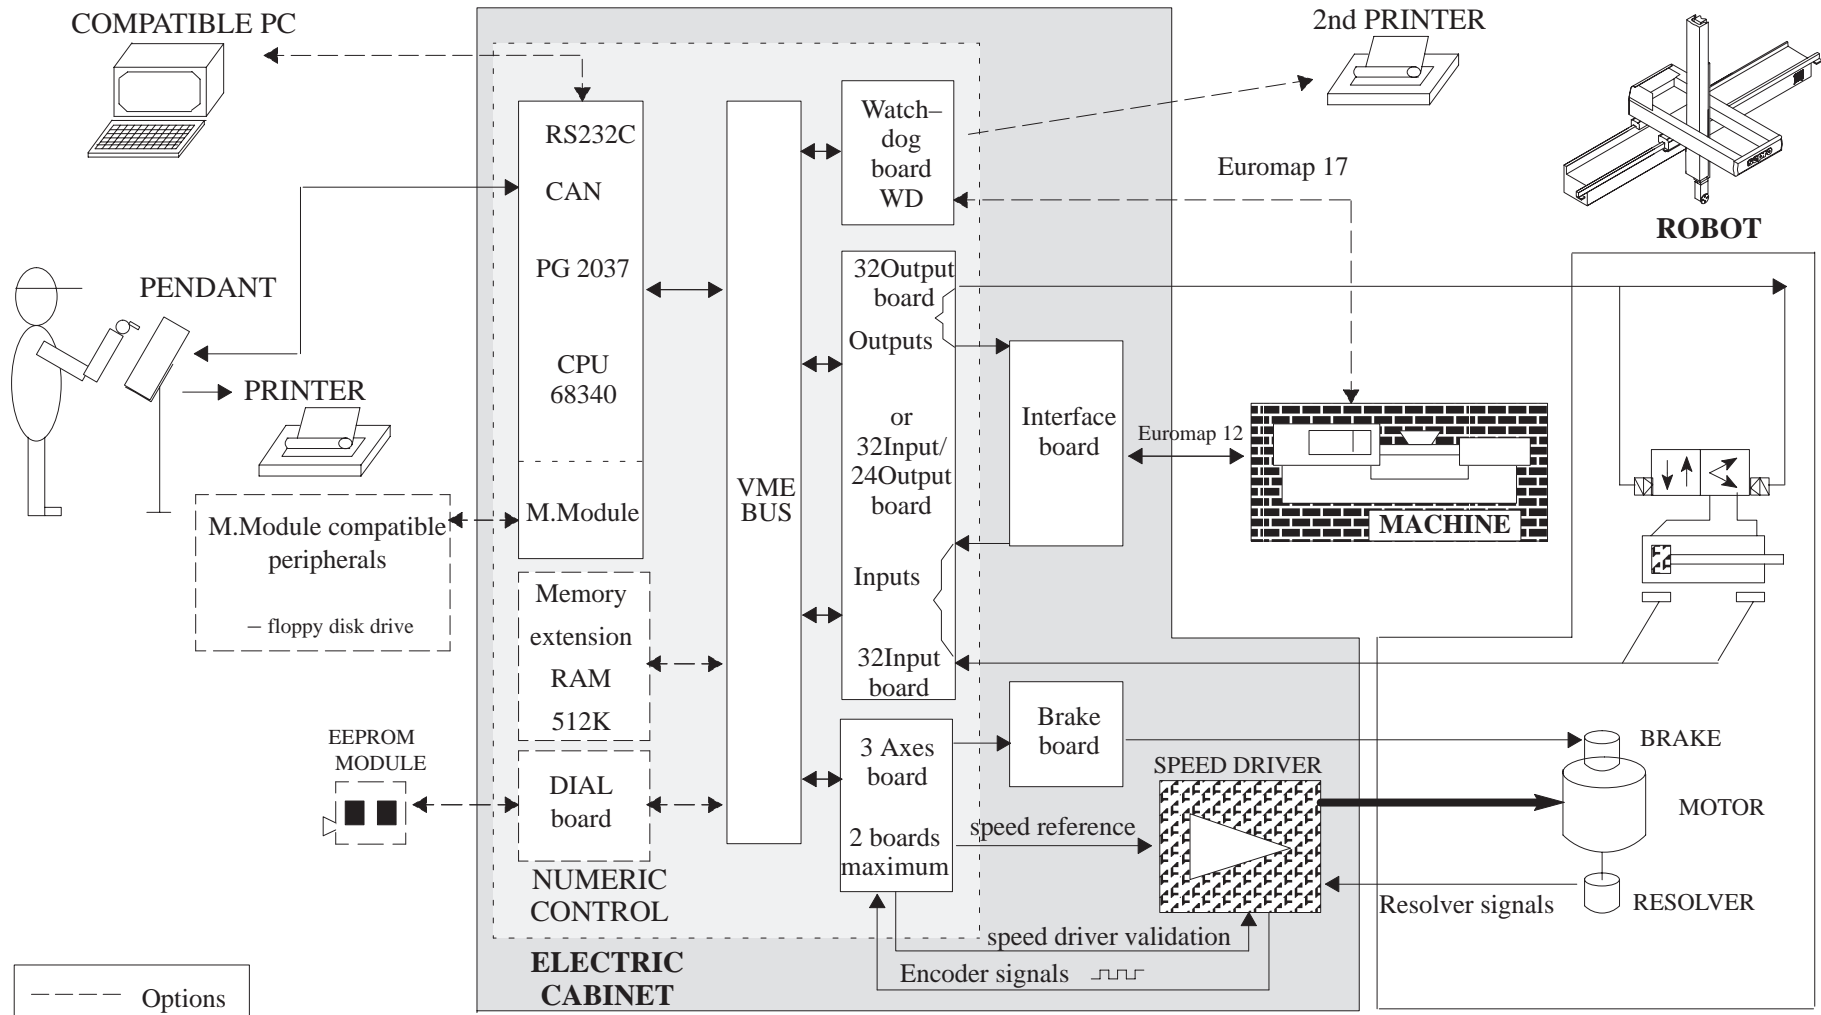 COMPATIBLE PC
2nd PRINTER
Watch–
dog
board
WD
RS232C
CAN
PG 2037
CPU
68340
M.Module
Euromap 17
ROBOT
PENDANT
PRINTER
32Output
board
Outputs
or
32Input/
24Output
board
Inputs
32Input
board
VME
BUS
Interface
board
Euromap 12
MACHINE
M.Module compatible
peripherals
– floppy disk drive
Memory
extension
RAM
512K
EEPROM
MODULE
DIAL
board
NUMERIC
CONTROL
3 Axes
board
2 boards
maximum
Brake
board
SPEED DRIVER
BRAKE
MOTOR
speed reference
Resolver signals
RESOLVER
speed driver validation
Encoder signals
ELECTRIC
CABINET
Options